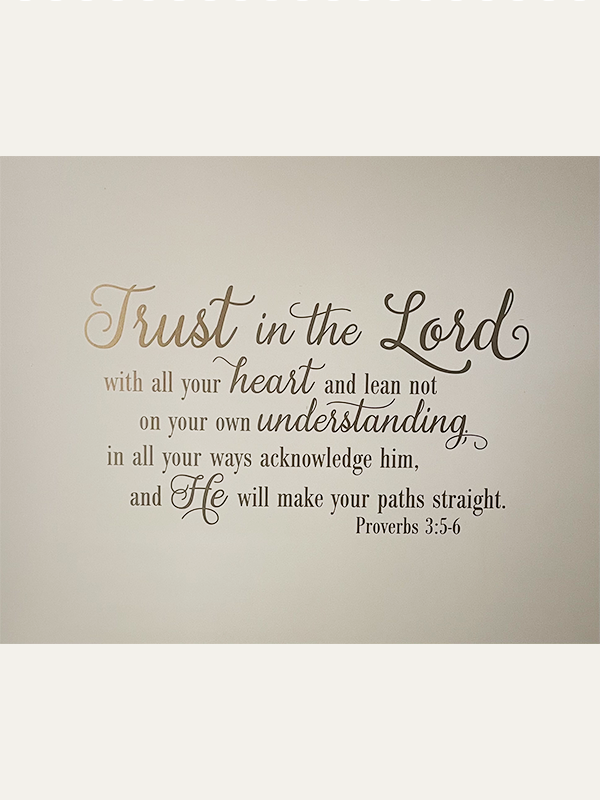 Trust in the Lord
with all your heart and lean not
on your own understanding,
in all your ways acknowledge him,
and He will make your paths straight.
Proverbs 3:5-6